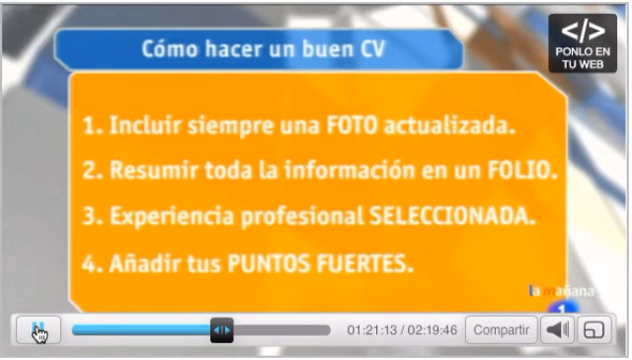 Cómo hacer un buen CV
</>
PONLO EN
TU WEB
1. Incluir siempre una FOTO actualizada.
2. Resumir toda la información en un FOLIO.
3. Experiencia profesional SELECCIONADA.
4. Añadir tus PUNTOS FUERTES.
la mañana
1
01:21:13 / 02:19:46
Compartir